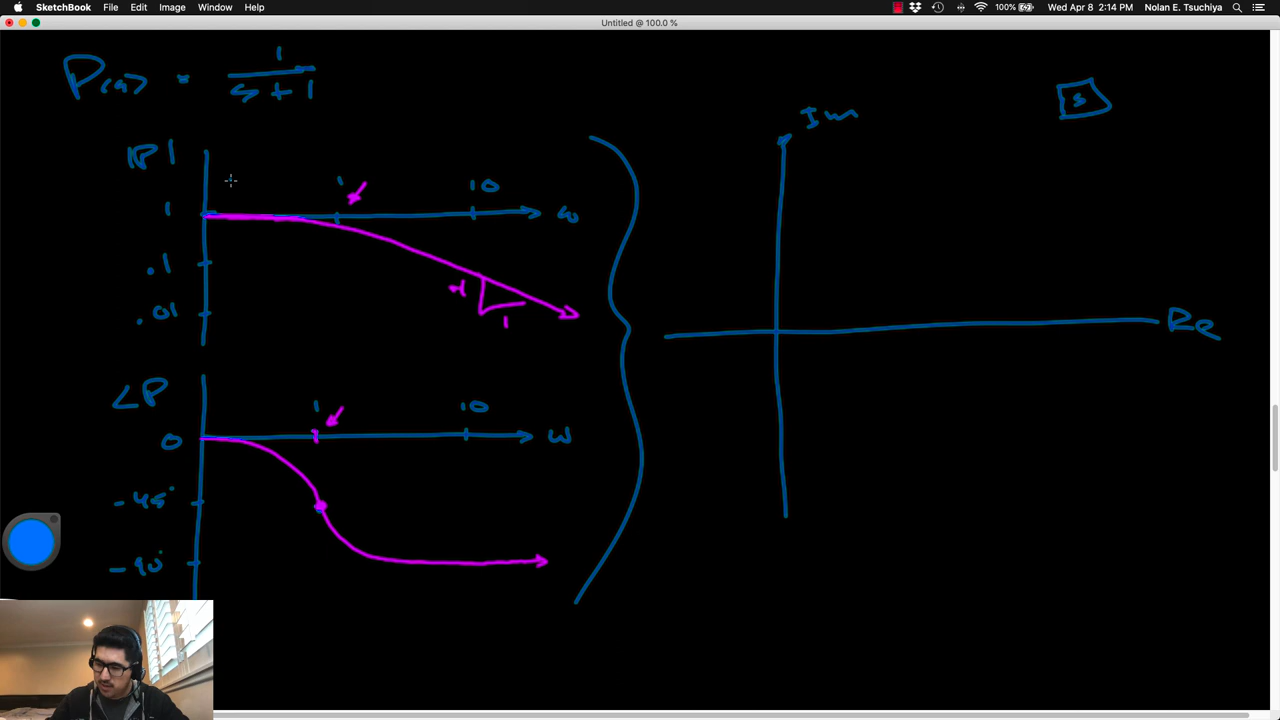 SketchBook File Edit Image Window Help 100% Wed Apr 8 2:14 PM Nolan E. Tsuchiya
Untitled @ 100.0 %
P(s) = 1 / s + 1
|P|
1 10
1 ω
.1
.01
-1
1
∠P
1 10
0 ω
-45°
-90°
Im
s
Re